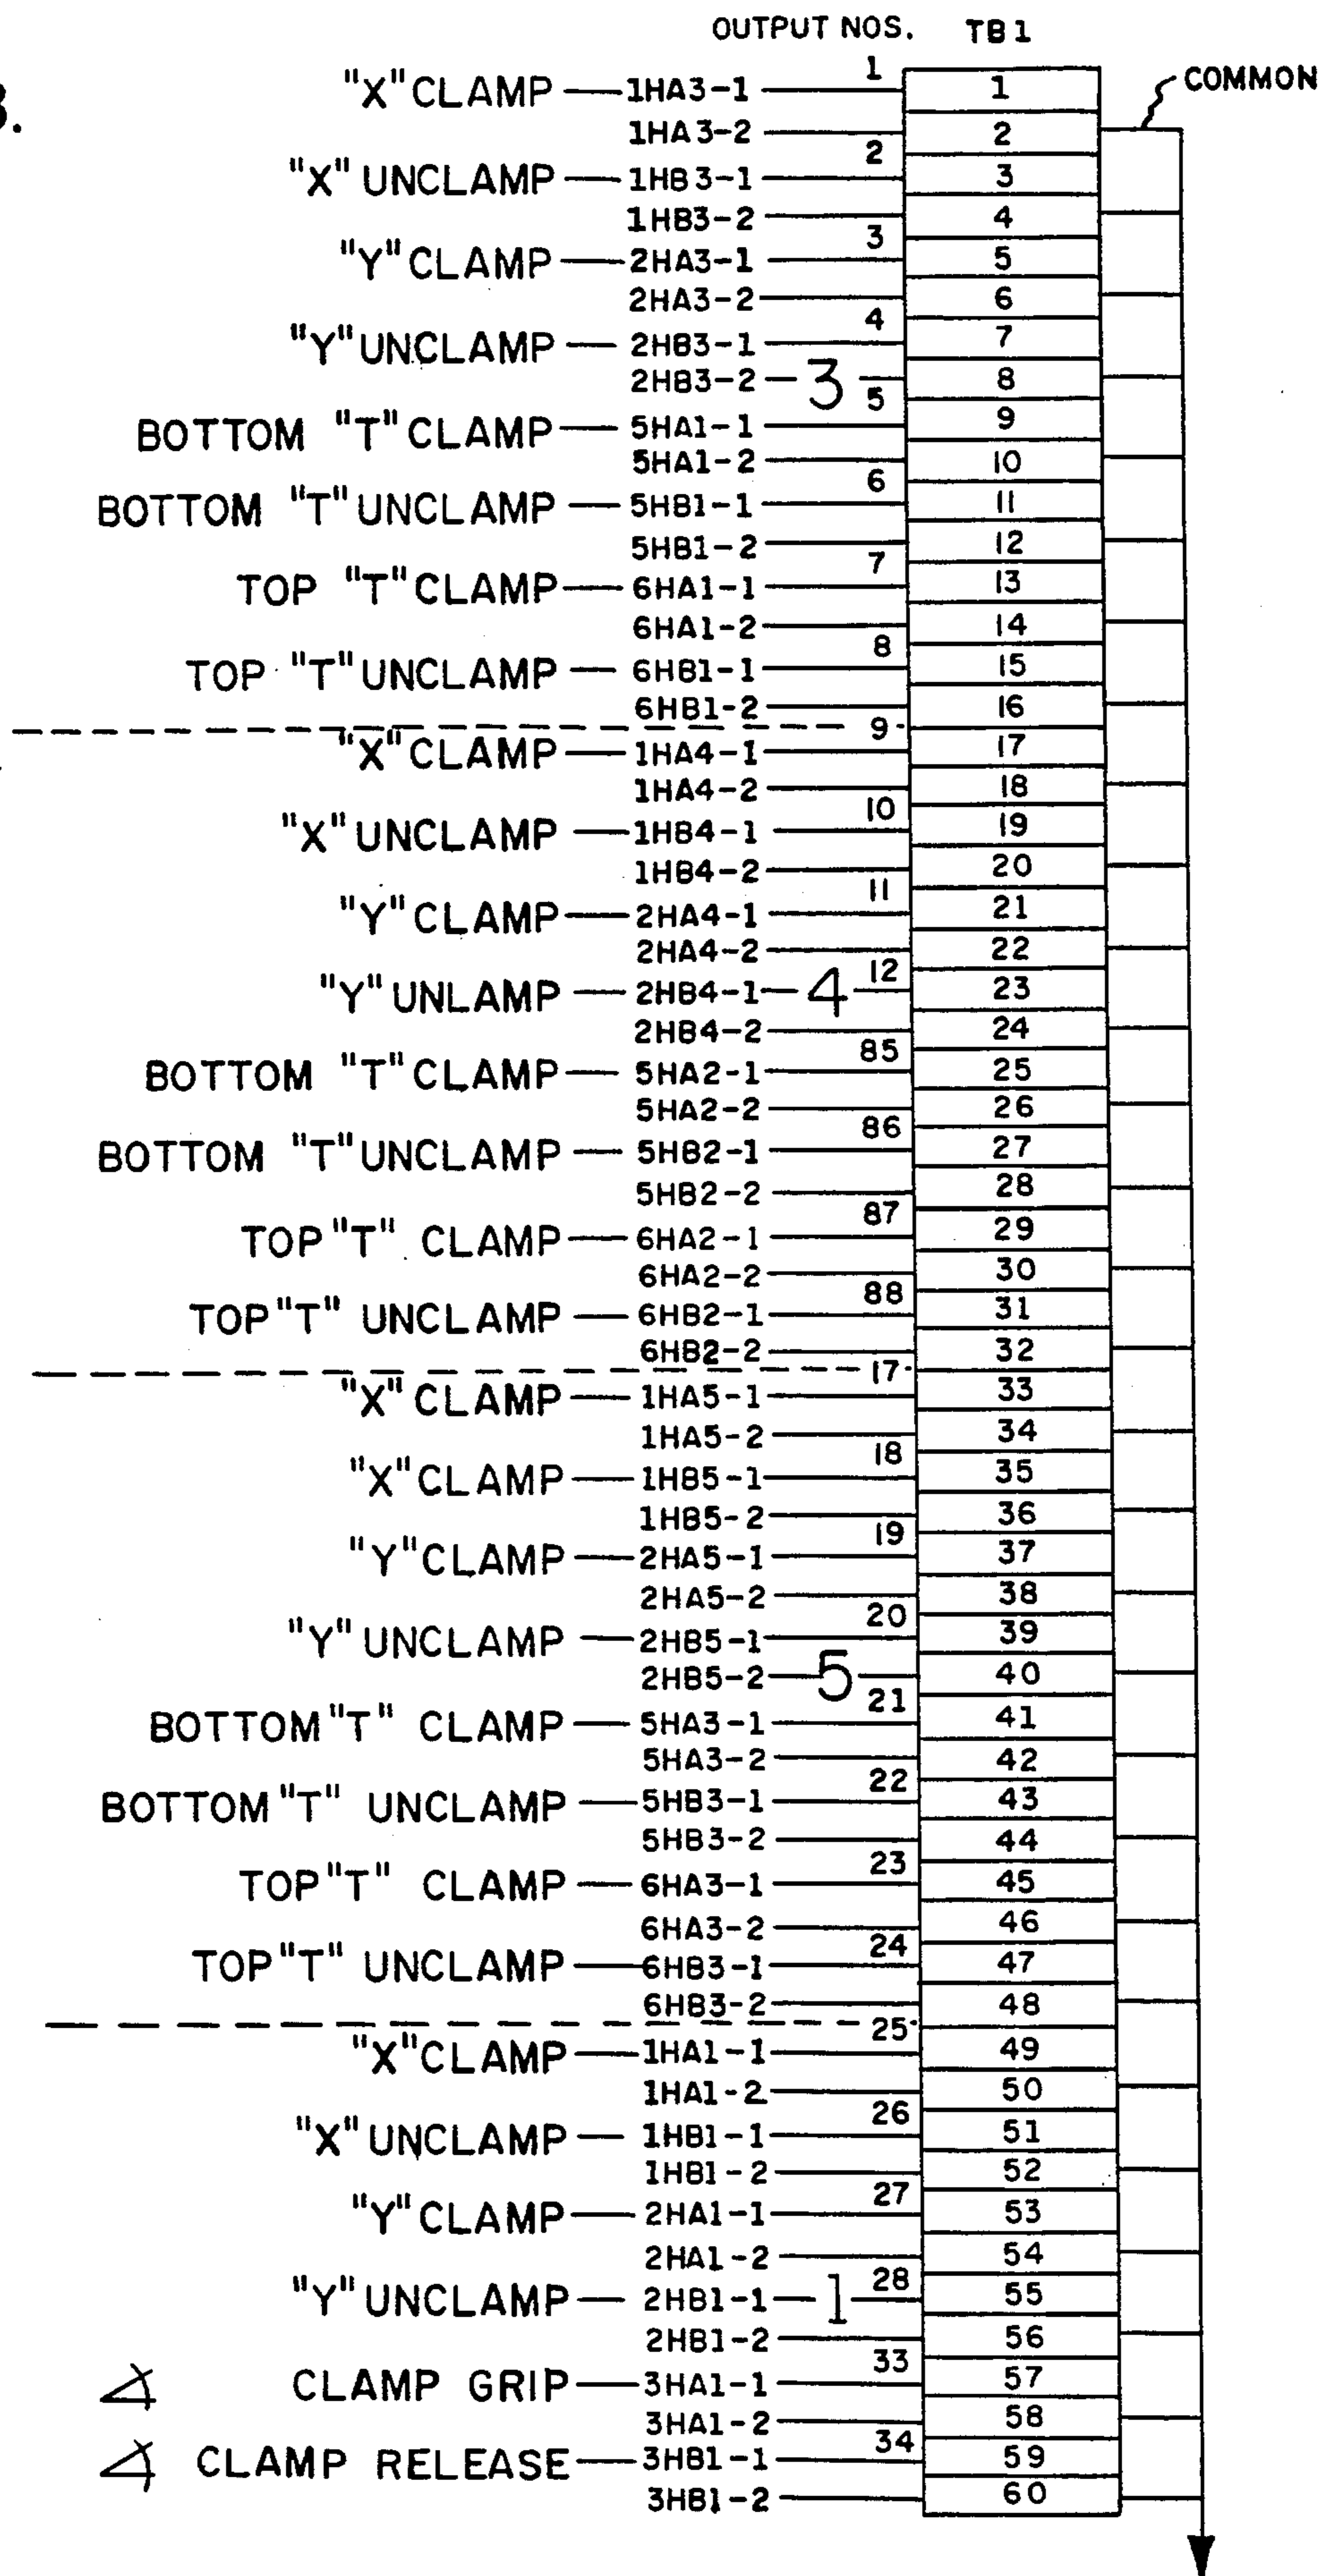 OUTPUT NOS. TB1
3.
"X" CLAMP 1HA3-1 1 1 COMMON
1HA3-2 2
"X" UNCLAMP 1HB3-1 2 3
1HB3-2 4
"Y" CLAMP 2HA3-1 3 5
2HA3-2 6
"Y" UNCLAMP 2HB3-1 4 7
2HB3-2 3 8
BOTTOM "T" CLAMP 5HA1-1 5 9
5HA1-2 10
BOTTOM "T" UNCLAMP 5HB1-1 6 11
5HB1-2 12
TOP "T" CLAMP 6HA1-1 7 13
6HA1-2 14
TOP "T" UNCLAMP 6HB1-1 8 15
6HB1-2 16
"X" CLAMP 1HA4-1 9 17
1HA4-2 18
"X" UNCLAMP 1HB4-1 10 19
1HB4-2 20
"Y" CLAMP 2HA4-1 11 21
2HA4-2 22
"Y" UNLAMP 2HB4-1 4 12 23
2HB4-2 24
BOTTOM "T" CLAMP 5HA2-1 85 25
5HA2-2 26
BOTTOM "T" UNCLAMP 5HB2-1 86 27
5HB2-2 28
TOP "T" CLAMP 6HA2-1 87 29
6HA2-2 30
TOP "T" UNCLAMP 6HB2-1 88 31
6HB2-2 32
"X" CLAMP 1HA5-1 17 33
1HA5-2 34
"X" CLAMP 1HB5-1 18 35
1HB5-2 36
"Y" CLAMP 2HA5-1 19 37
2HA5-2 38
"Y" UNCLAMP 2HB5-1 20 39
2HB5-2 5 40
BOTTOM "T" CLAMP 5HA3-1 21 41
5HA3-2 42
BOTTOM "T" UNCLAMP 5HB3-1 22 43
5HB3-2 44
TOP "T" CLAMP 6HA3-1 23 45
6HA3-2 46
TOP "T" UNCLAMP 6HB3-1 24 47
6HB3-2 48
"X" CLAMP 1HA1-1 25 49
1HA1-2 50
"X" UNCLAMP 1HB1-1 26 51
1HB1-2 52
"Y" CLAMP 2HA1-1 27 53
2HA1-2 54
"Y" UNCLAMP 2HB1-1 1 28 55
2HB1-2 56
∡ CLAMP GRIP 3HA1-1 33 57
3HA1-2 58
∡ CLAMP RELEASE 3HB1-1 34 59
3HB1-2 60